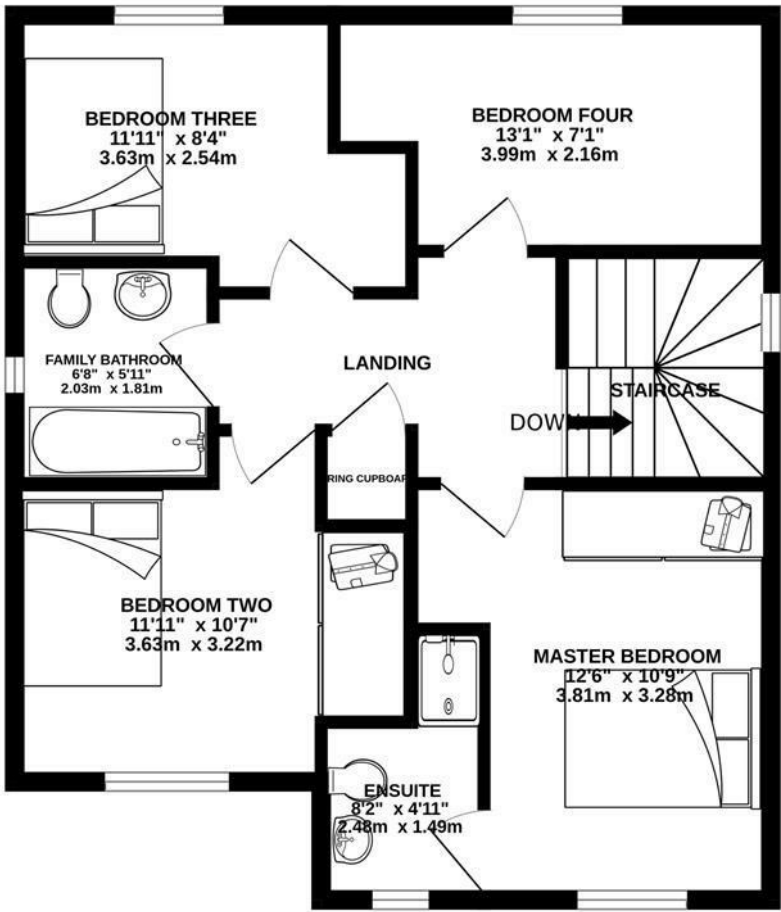 BEDROOM THREE
11'11" x 8'4"
3.63m x 2.54m
BEDROOM FOUR
13'1" x 7'1"
3.99m x 2.16m
FAMILY BATHROOM
6'8" x 5'11"
2.03m x 1.81m
LANDING
STAIRCASE
DOWN
RING CUPBOAR
BEDROOM TWO
11'11" x 10'7"
3.63m x 3.22m
MASTER BEDROOM
12'6" x 10'9"
3.81m x 3.28m
ENSUITE
8'2" x 4'11"
2.48m x 1.49m